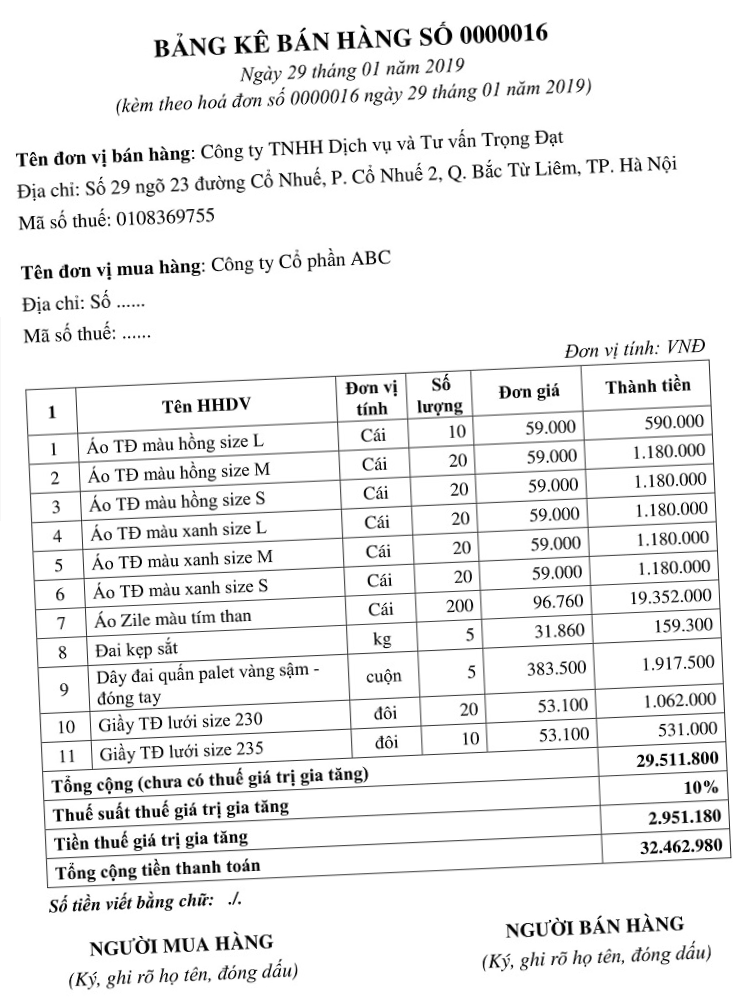 BẢNG KÊ BÁN HÀNG SỐ 0000016
Ngày 29 tháng 01 năm 2019
(kèm theo hoá đơn số 0000016 ngày 29 tháng 01 năm 2019)
Tên đơn vị bán hàng: Công ty TNHH Dịch vụ và Tư vấn Trọng Đạt
Địa chỉ: Số 29 ngõ 23 đường Cổ Nhuế, P. Cổ Nhuế 2, Q. Bắc Từ Liêm, TP. Hà Nội
Mã số thuế: 0108369755
Tên đơn vị mua hàng: Công ty Cổ phần ABC
Địa chỉ: Số ......
Mã số thuế: ......
Đơn vị tính: VNĐ
1 Tên HHDV Đơn vị tính Số lượng Đơn giá Thành tiền
1 Áo TĐ màu hồng size L Cái 10 59.000 590.000
2 Áo TĐ màu hồng size M Cái 20 59.000 1.180.000
3 Áo TĐ màu hồng size S Cái 20 59.000 1.180.000
4 Áo TĐ màu xanh size L Cái 20 59.000 1.180.000
5 Áo TĐ màu xanh size M Cái 20 59.000 1.180.000
6 Áo TĐ màu xanh size S Cái 20 59.000 1.180.000
7 Áo Zile màu tím than Cái 200 96.760 19.352.000
8 Đai kẹp sắt kg 5 31.860 159.300
9 Dây đai quấn palet vàng sậm - đóng tay cuộn 5 383.500 1.917.500
10 Giầy TĐ lưới size 230 đôi 20 53.100 1.062.000
11 Giầy TĐ lưới size 235 đôi 10 53.100 531.000
Tổng cộng (chưa có thuế giá trị gia tăng) 29.511.800
Thuế suất thuế giá trị gia tăng 10%
Tiền thuế giá trị gia tăng 2.951.180
Tổng cộng tiền thanh toán 32.462.980
Số tiền viết bằng chữ: ./.
NGƯỜI MUA HÀNG NGƯỜI BÁN HÀNG
(Ký, ghi rõ họ tên, đóng dấu) (Ký, ghi rõ họ tên, đóng dấu)